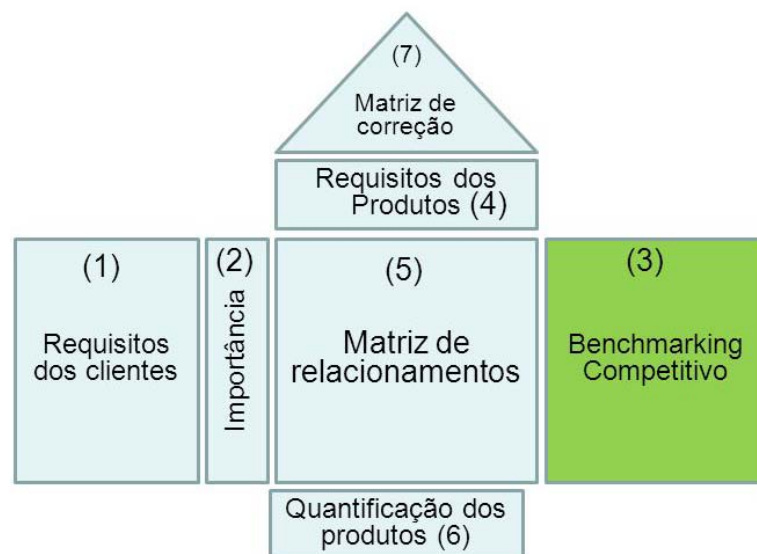 (7)
Matriz de
correção
Requisitos dos
Produtos (4)
(1)
Requisitos
dos clientes
(2)
Importância
(5)
Matriz de
relacionamentos
(3)
Benchmarking
Competitivo
Quantificação dos
produtos (6)